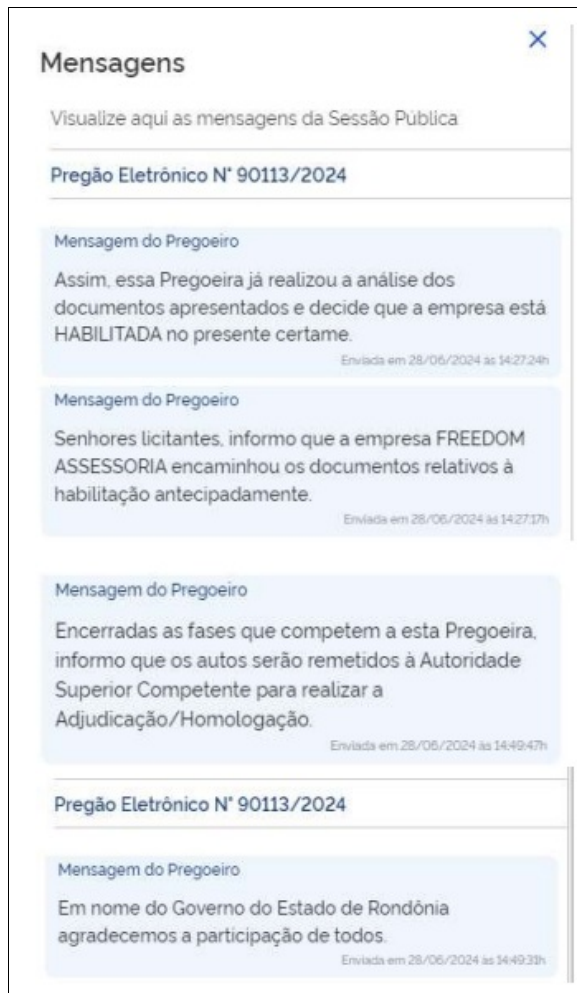 Mensagens
Visualize aqui as mensagens da Sessão Pública
Pregão Eletrônico N° 90113/2024
Mensagem do Pregoeiro
Assim, essa Pregoeira já realizou a análise dos
documentos apresentados e decide que a empresa está
HABILITADA no presente certame.
Enviada em 28/06/2024 às 14:27:24h
Mensagem do Pregoeiro
Senhores licitantes, informo que a empresa FREEDOM
ASSESSORIA encaminhou os documentos relativos à
habilitação antecipadamente.
Enviada em 28/06/2024 às 14:27:17h
Mensagem do Pregoeiro
Encerradas as fases que competem a esta Pregoeira,
informo que os autos serão remetidos à Autoridade
Superior Competente para realizar a
Adjudicação/Homologação.
Enviada em 28/06/2024 às 14:49:47h
Pregão Eletrônico N° 90113/2024
Mensagem do Pregoeiro
Em nome do Governo do Estado de Rondônia
agradecemos a participação de todos.
Enviada em 28/06/2024 às 14:49:31h